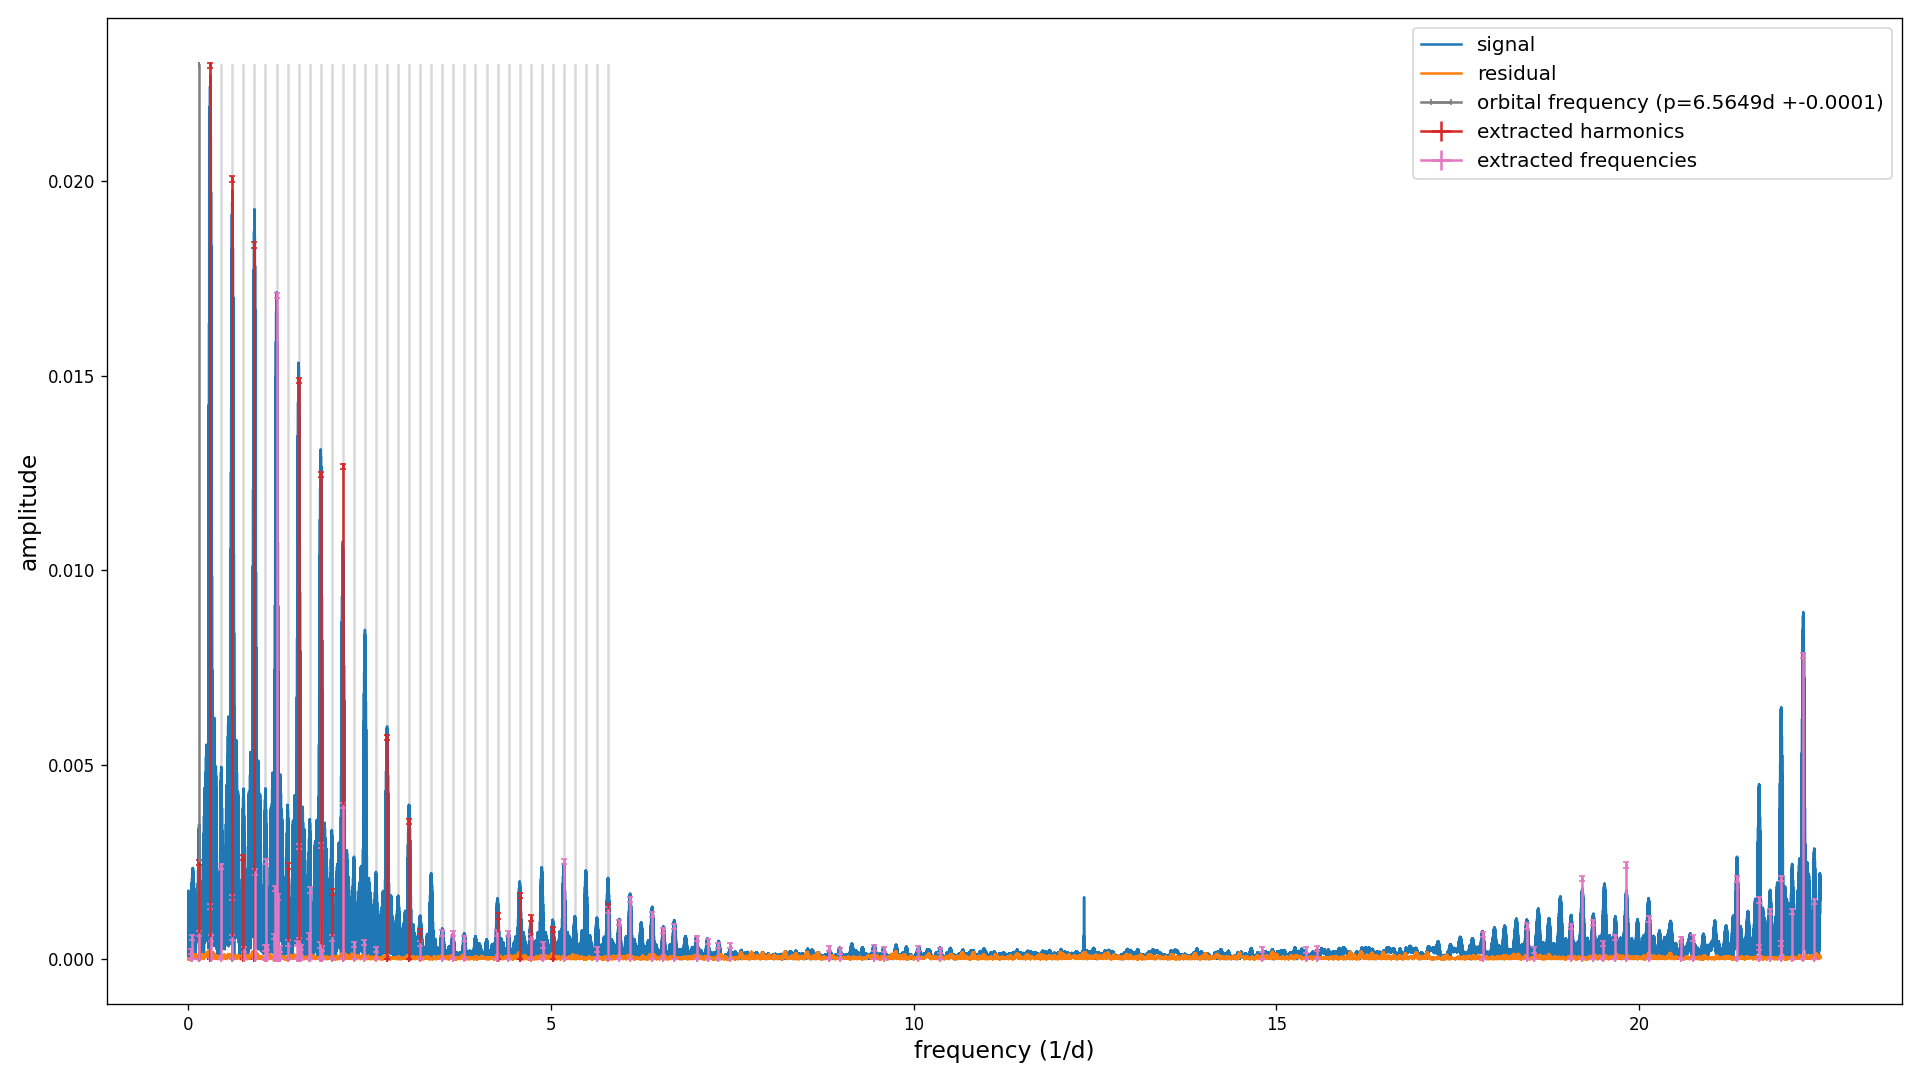 signal
residual
orbital frequency (p=6.5649d +-0.0001)
extracted harmonics
extracted frequencies
amplitude
0.020
0.015
0.010
0.005
0.000
0 5 10 15 20
frequency (1/d)